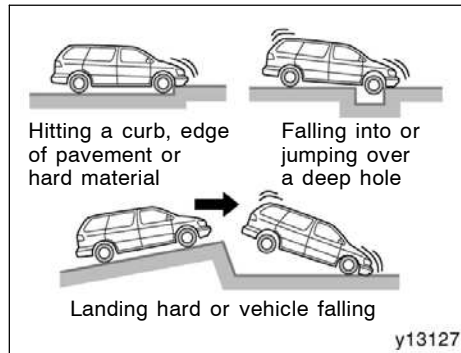 Hitting a curb, edge
of pavement or
hard material
Falling into or
jumping over
a deep hole
Landing hard or vehicle falling
y13127